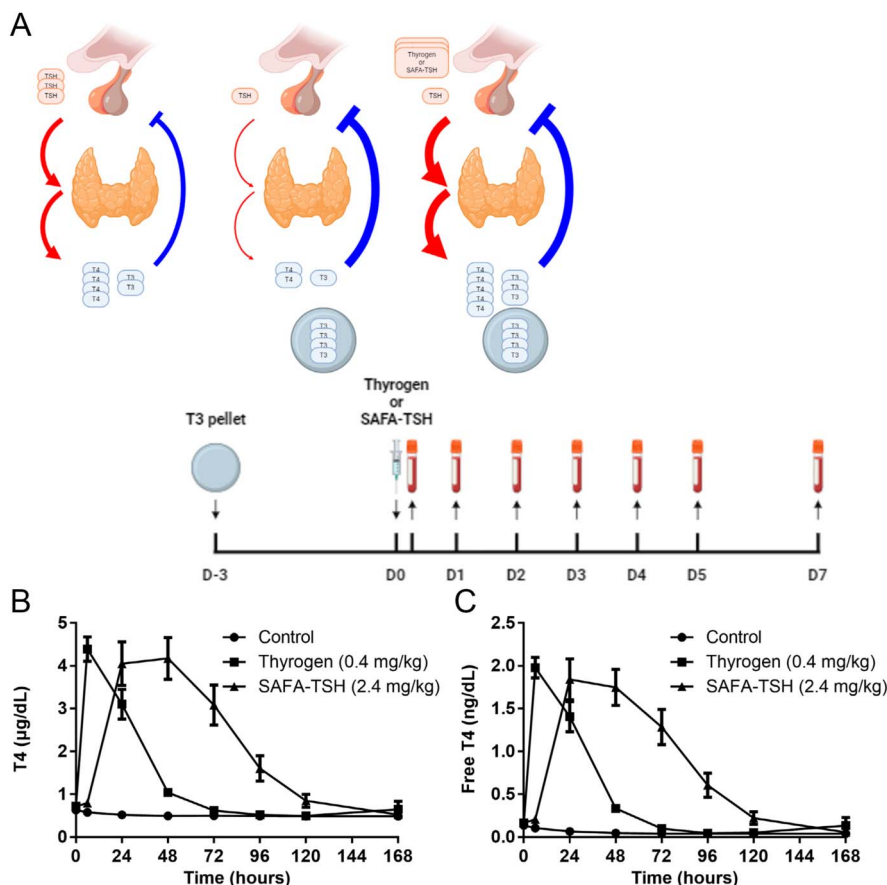 A
TSH
TSH
TSH
TSH
Thyrogen
or
SAFA-TSH
TSH
T4
T4
T4
T4
T3
T3
T4
T4
T3
T4
T4
T4
T4
T4
T3
T3
T3
T3
T3
T3
T3
T3
T3
T3
T3
T3 pellet
Thyrogen
or
SAFA-TSH
D-3
D0
D1
D2
D3
D4
D5
D7
B
T4 (µg/dL)
5
4
3
2
1
0
Control
Thyrogen (0.4 mg/kg)
SAFA-TSH (2.4 mg/kg)
0 24 48 72 96 120 144 168
Time (hours)
C
Free T4 (ng/dL)
2.5
2.0
1.5
1.0
0.5
0.0
Control
Thyrogen (0.4 mg/kg)
SAFA-TSH (2.4 mg/kg)
0 24 48 72 96 120 144 168
Time (hours)